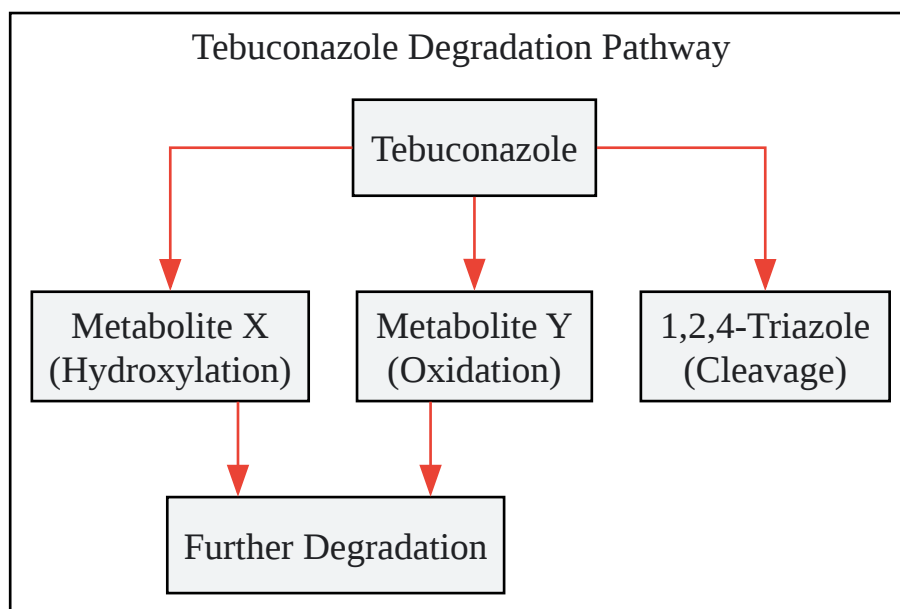 Tebuconazole Degradation Pathway
Tebuconazole
Metabolite X
(Hydroxylation)
Metabolite Y
(Oxidation)
1,2,4-Triazole
(Cleavage)
Further Degradation